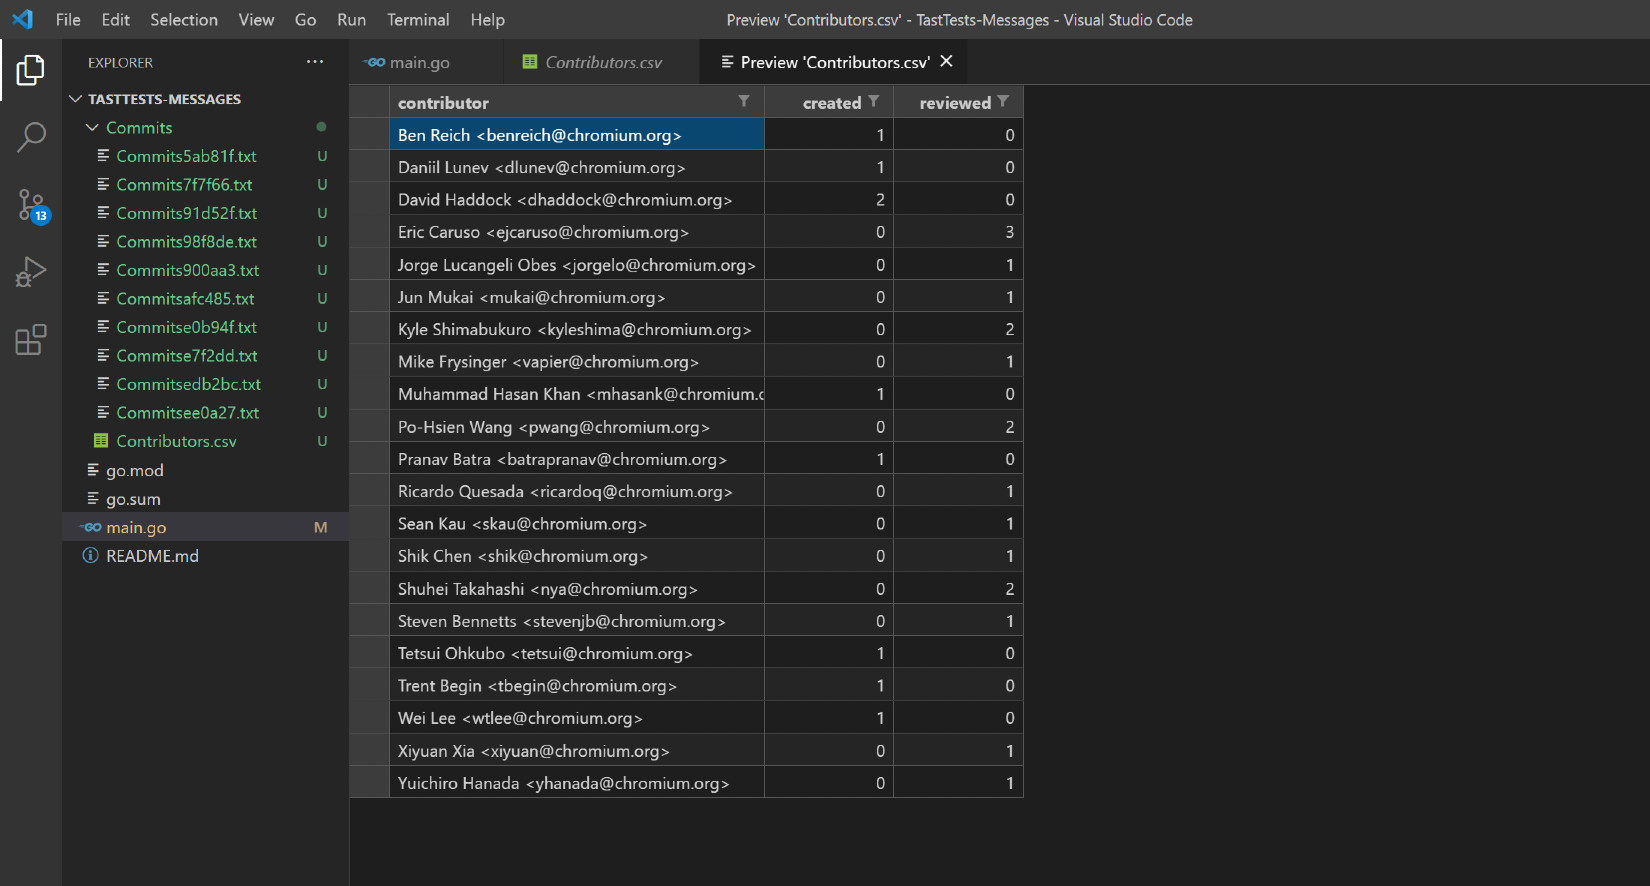 File Edit Selection View Go Run Terminal Help
Preview 'Contributors.csv' - TastTests-Messages - Visual Studio Code
EXPLORER ...
main.go
Contributors.csv
Preview 'Contributors.csv'
TASTTESTS-MESSAGES
Commits
Commits5ab81f.txt U
Commits7f7f66.txt U
Commits91d52f.txt U
13
Commits98f8de.txt U
Commits900aa3.txt U
Commitsafc485.txt U
Commitse0b94f.txt U
Commitse7f2dd.txt U
Commitsedb2bc.txt U
Commitsee0a27.txt U
Contributors.csv U
go.mod
go.sum
GO main.go M
README.md
contributor created reviewed
Ben Reich <benreich@chromium.org> 1 0
Daniil Lunev <dlunev@chromium.org> 1 0
David Haddock <dhaddock@chromium.org> 2 0
Eric Caruso <ejcaruso@chromium.org> 0 3
Jorge Lucangeli Obes <jorgelo@chromium.org> 0 1
Jun Mukai <mukai@chromium.org> 0 1
Kyle Shimabukuro <kyleshima@chromium.org> 0 2
Mike Frysinger <vapier@chromium.org> 0 1
Muhammad Hasan Khan <mhasank@chromium.c 1 0
Po-Hsien Wang <pwang@chromium.org> 0 2
Pranav Batra <batrapranav@chromium.org> 1 0
Ricardo Quesada <ricardoq@chromium.org> 0 1
Sean Kau <skau@chromium.org> 0 1
Shik Chen <shik@chromium.org> 0 1
Shuhei Takahashi <nya@chromium.org> 0 2
Steven Bennetts <stevenjb@chromium.org> 0 1
Tetsui Ohkubo <tetsui@chromium.org> 1 0
Trent Begin <tbegin@chromium.org> 1 0
Wei Lee <wtlee@chromium.org> 1 0
Xiyuan Xia <xiyuan@chromium.org> 0 1
Yuichiro Hanada <yhanada@chromium.org> 0 1